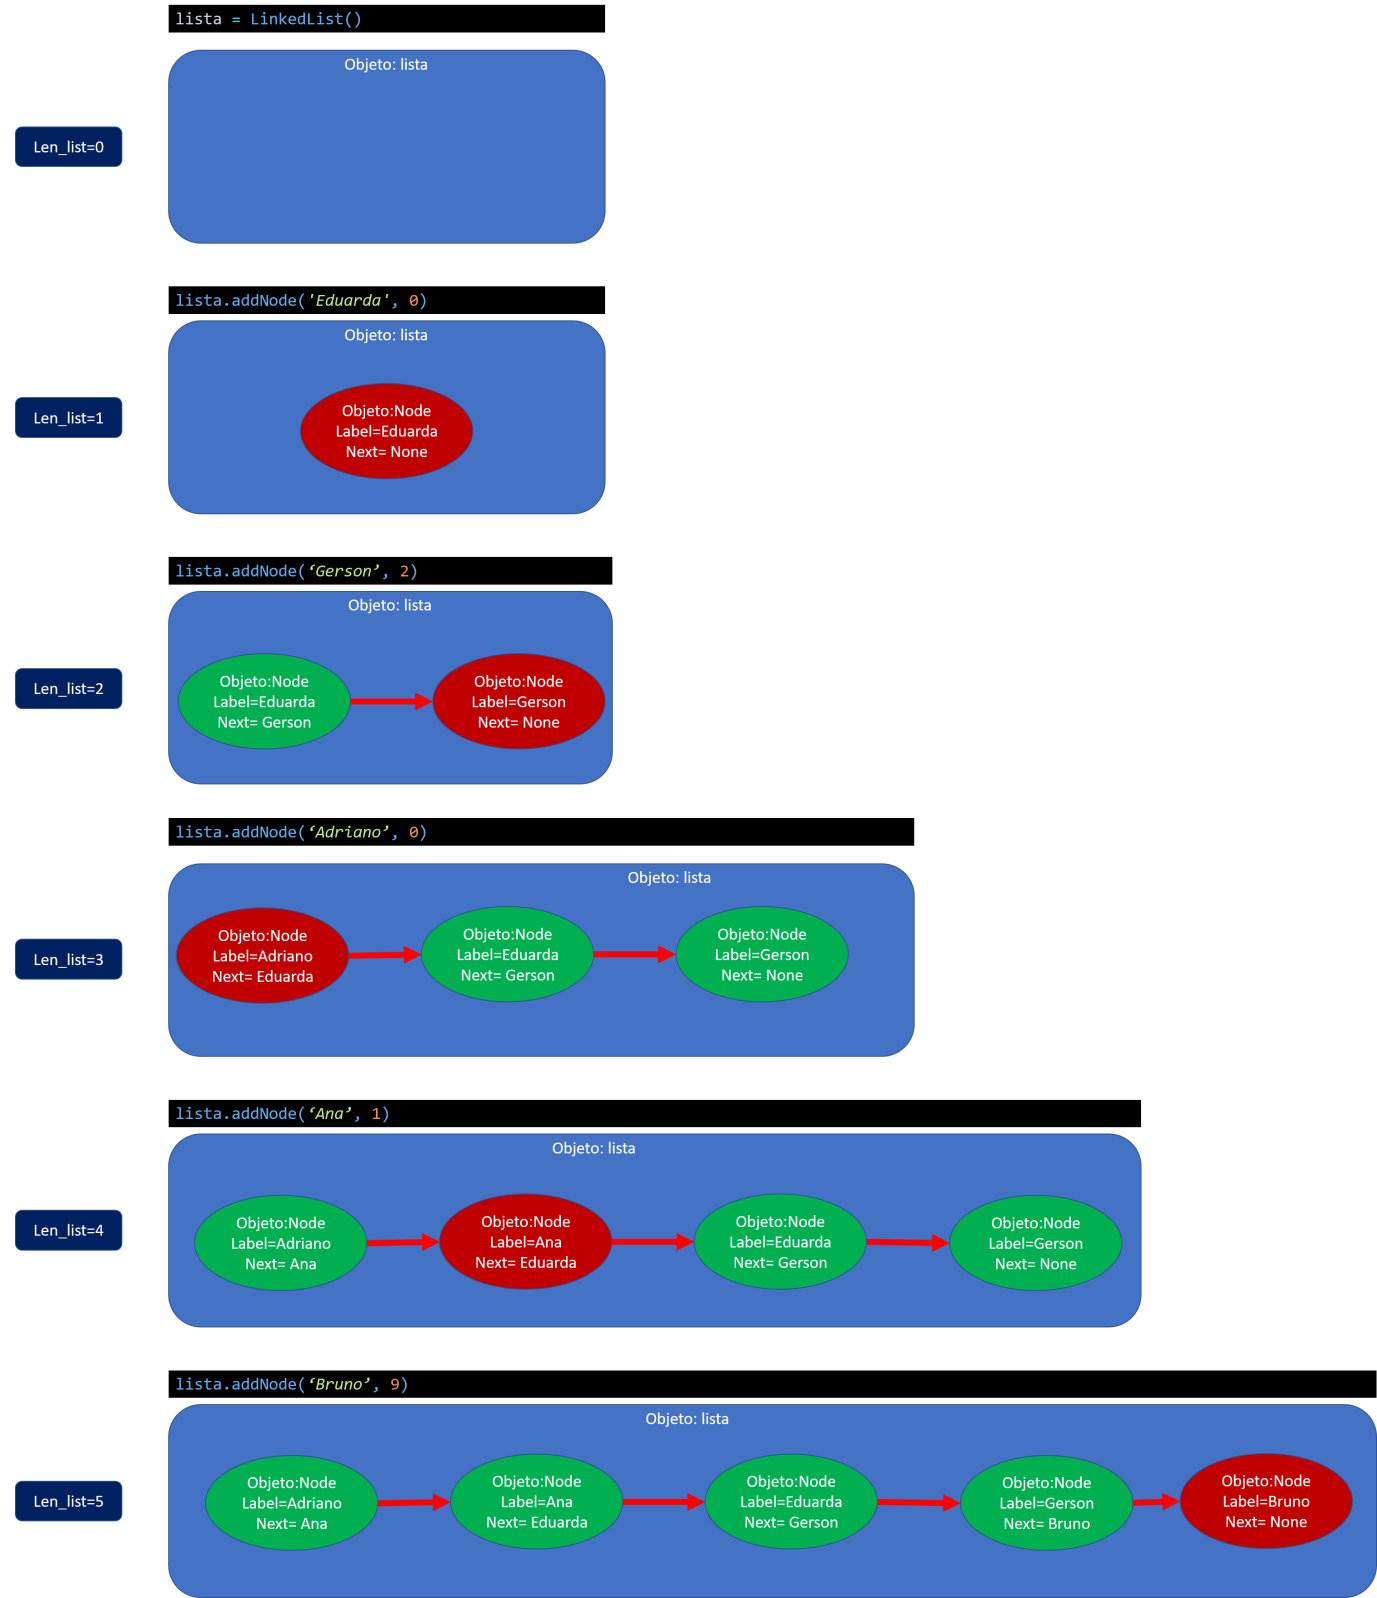 lista = LinkedList()
Objeto: lista
Len_list=0
lista.addNode('Eduarda', 0)
Objeto: lista
Len_list=1
Objeto:Node
Label=Eduarda
Next= None
lista.addNode(‘Gerson’, 2)
Objeto: lista
Len_list=2
Objeto:Node
Label=Eduarda
Next= Gerson
Objeto:Node
Label=Gerson
Next= None
lista.addNode(‘Adriano’, 0)
Objeto: lista
Len_list=3
Objeto:Node
Label=Adriano
Next= Eduarda
Objeto:Node
Label=Eduarda
Next= Gerson
Objeto:Node
Label=Gerson
Next= None
lista.addNode(‘Ana’, 1)
Objeto: lista
Len_list=4
Objeto:Node
Label=Adriano
Next= Ana
Objeto:Node
Label=Ana
Next= Eduarda
Objeto:Node
Label=Eduarda
Next= Gerson
Objeto:Node
Label=Gerson
Next= None
lista.addNode(‘Bruno’, 9)
Objeto: lista
Len_list=5
Objeto:Node
Label=Adriano
Next= Ana
Objeto:Node
Label=Ana
Next= Eduarda
Objeto:Node
Label=Eduarda
Next= Gerson
Objeto:Node
Label=Gerson
Next= Bruno
Objeto:Node
Label=Bruno
Next= None